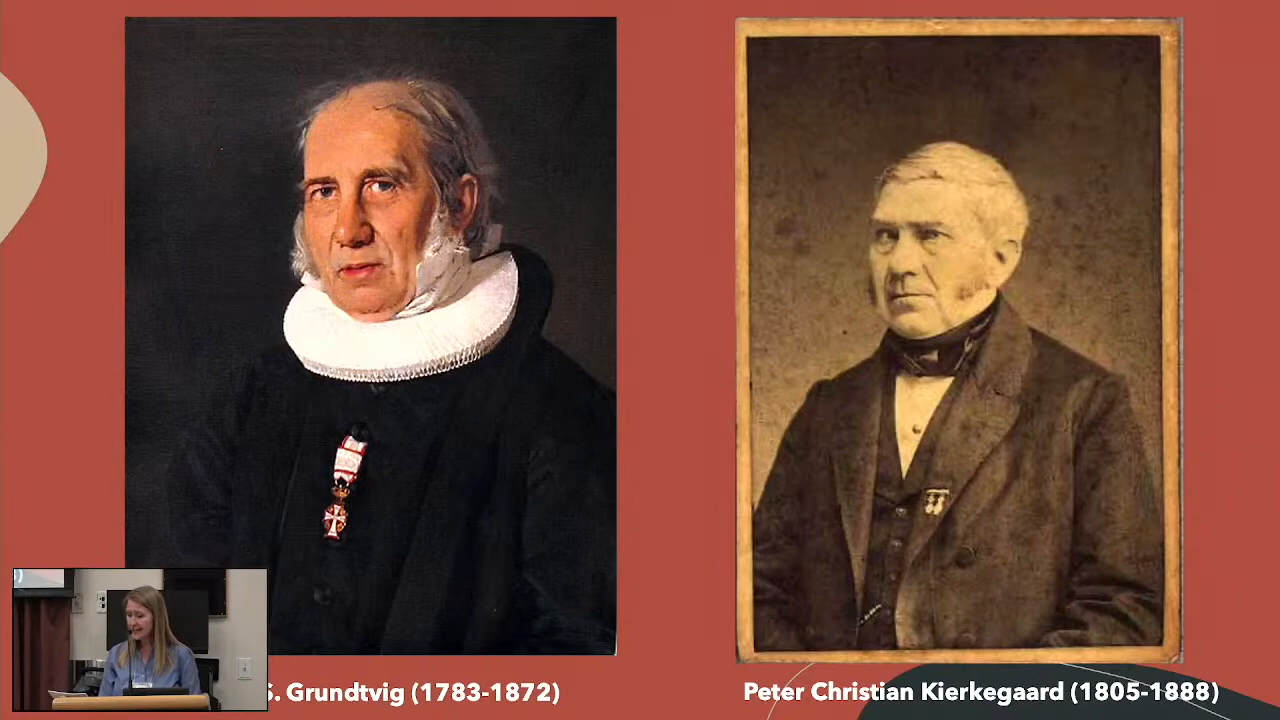 S. Grundtvig (1783-1872)
Peter Christian Kierkegaard (1805-1888)